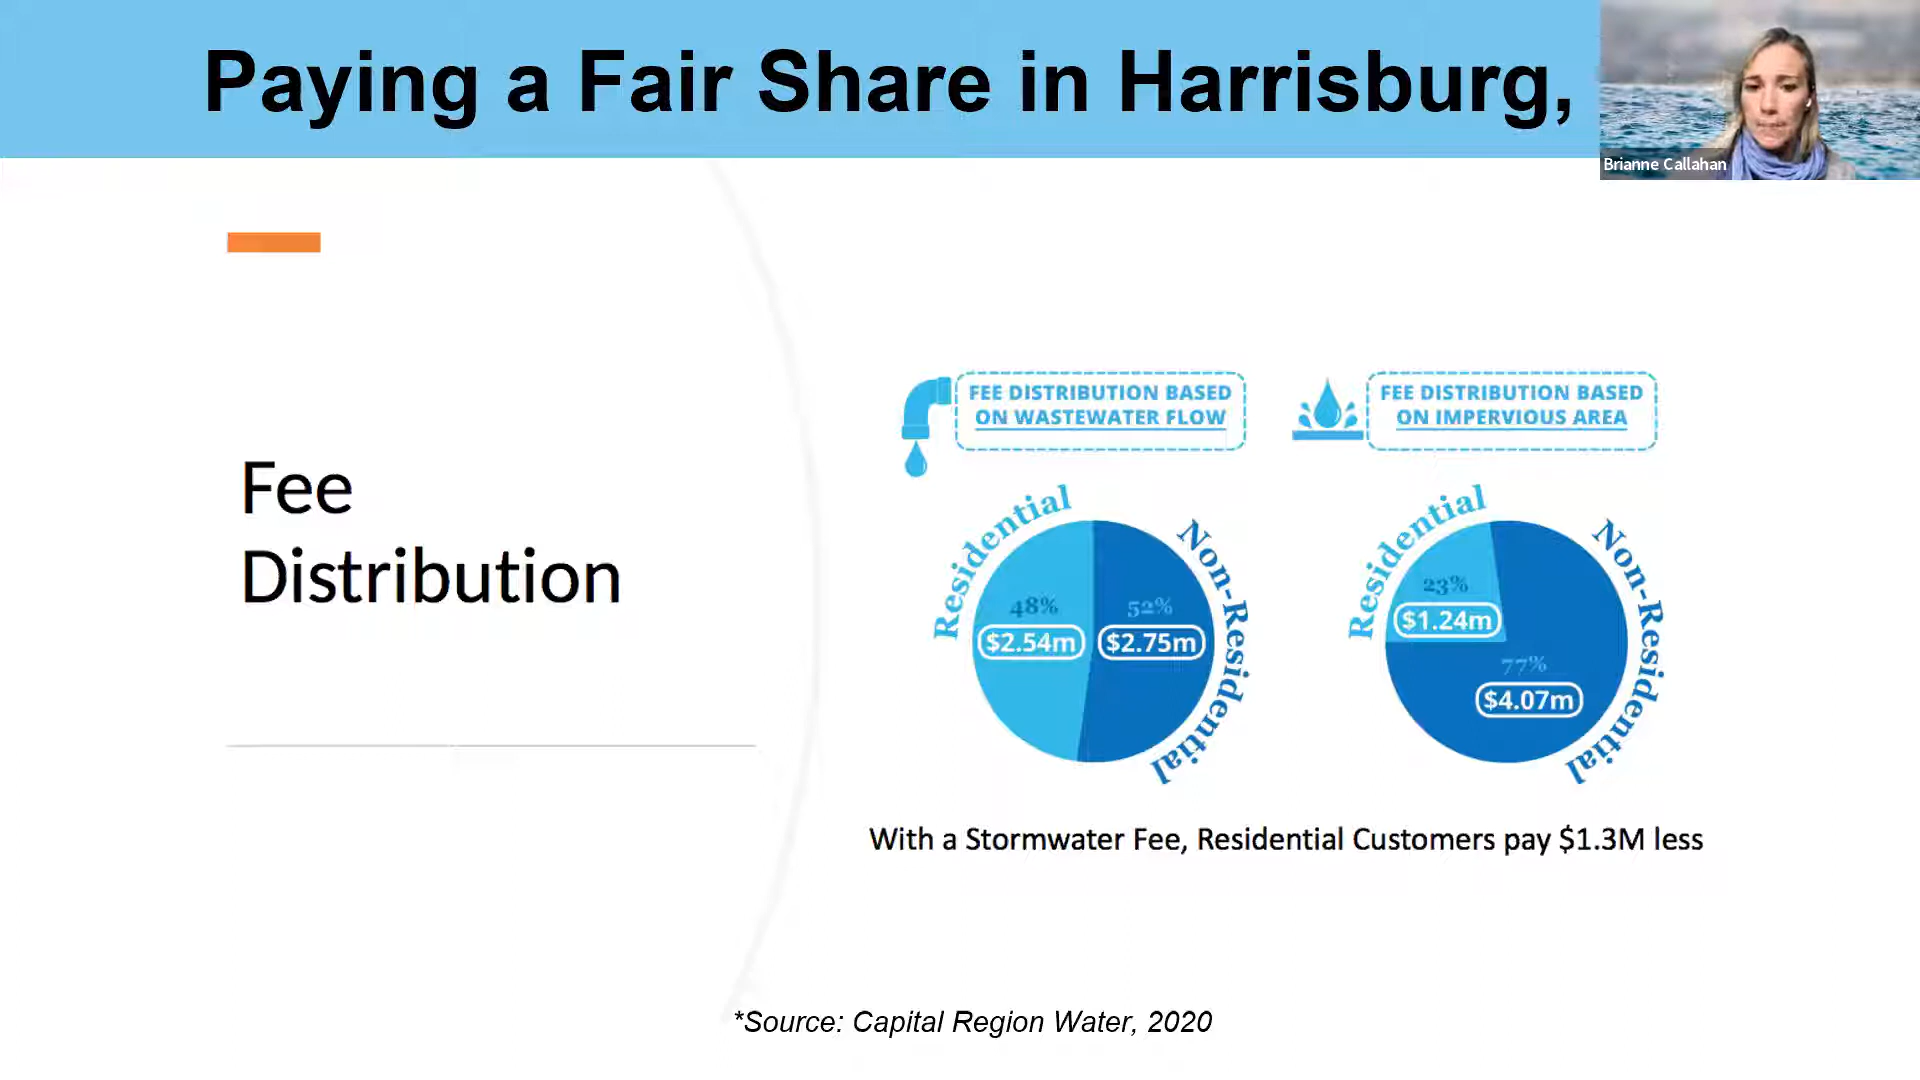 Paying a Fair Share in Harrisburg,
Brianne Callahan
Fee
Distribution
FEE DISTRIBUTION BASED
ON WASTEWATER FLOW
Residential
Non-Residential
48%
$2.54m
52%
$2.75m
FEE DISTRIBUTION BASED
ON IMPERVIOUS AREA
Residential
Non-Residential
23%
$1.24m
77%
$4.07m
With a Stormwater Fee, Residential Customers pay $1.3M less
*Source: Capital Region Water, 2020